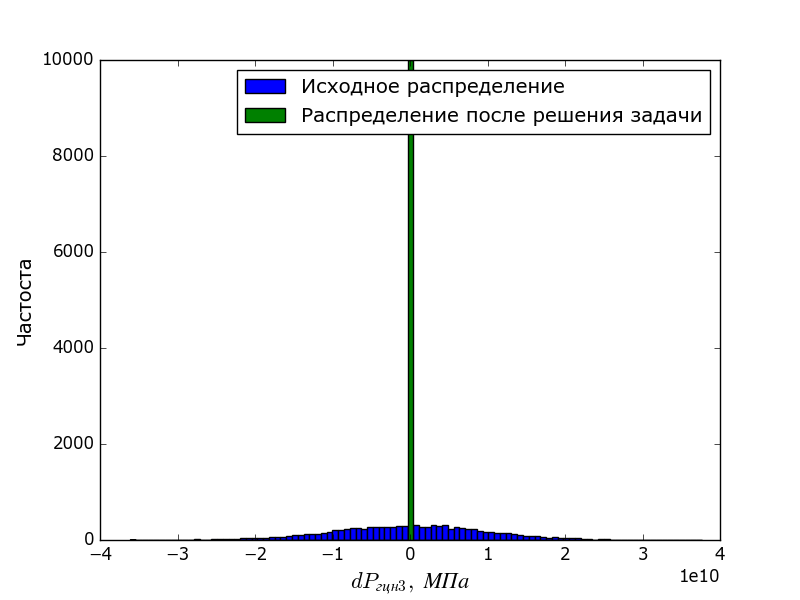 10000
8000
6000
4000
2000
0
Частоста
Исходное распределение
Распределение после решения задачи
−4 −3 −2 −1 0 1 2 3 4
1e10
dPгцн3, МПа